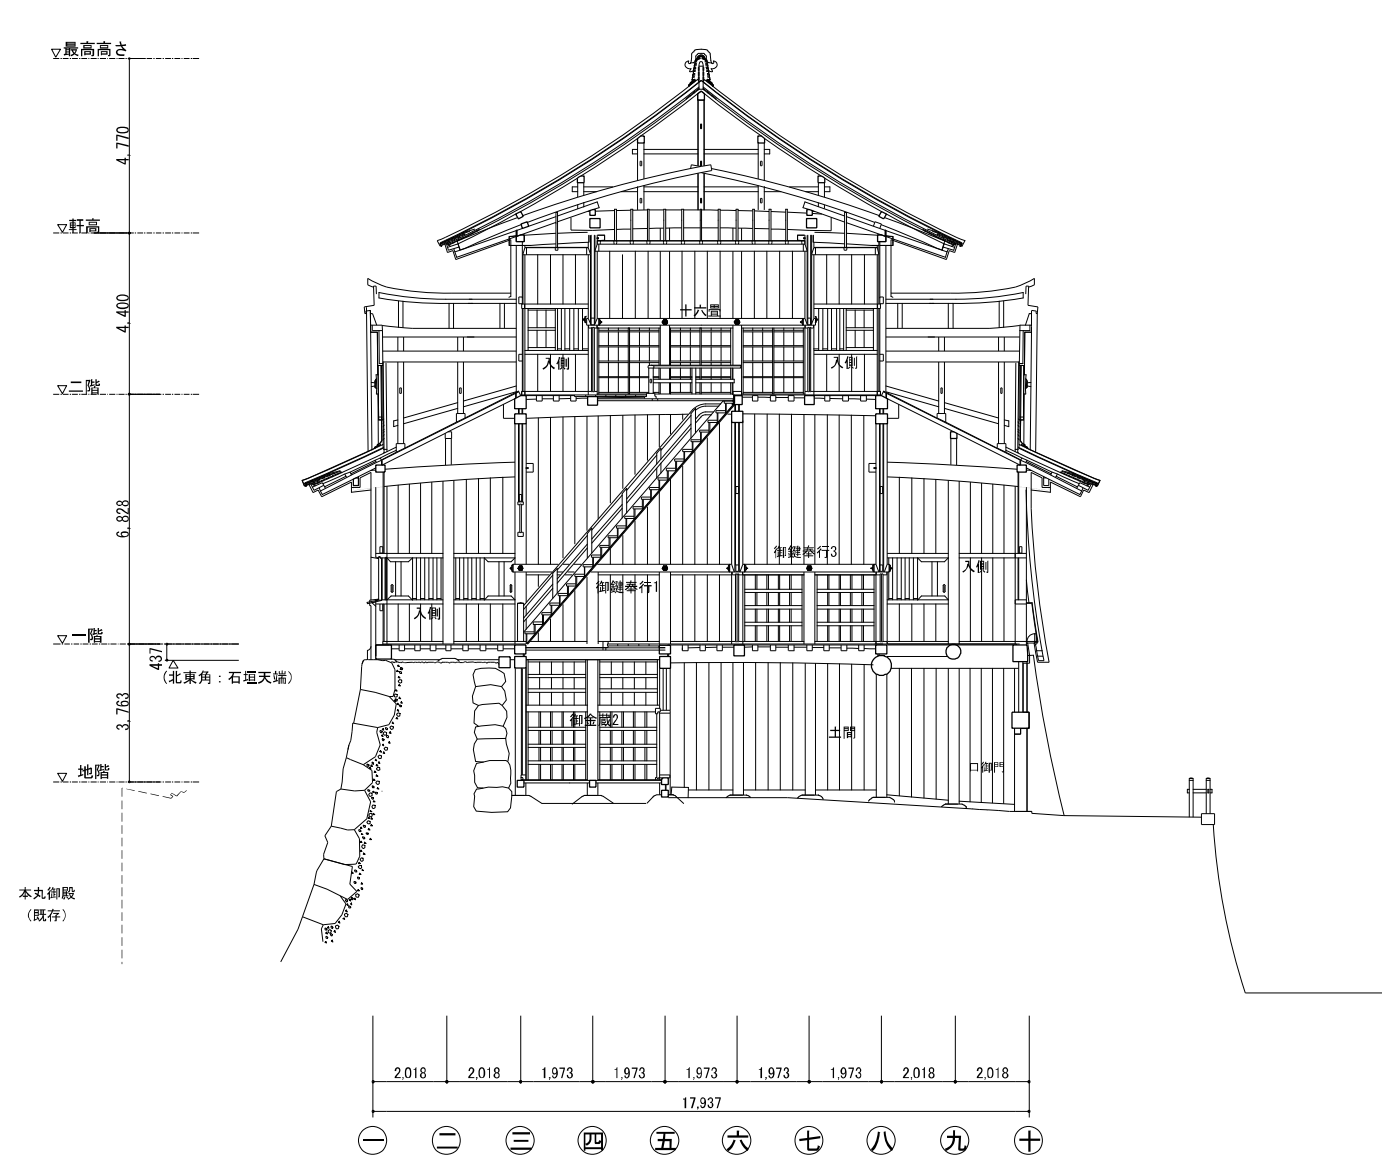 ▽最高高さ
4,770
▽軒高
4,400
十六畳
入側
入側
▽二階
6,828
御鍵奉行3
入側
御鍵奉行1
入側
▽一階
437
△
(北東角：石垣天端)
3,763
御金蔵2
土間
口御門
▽ 地階
本丸御殿
(既存)
2,018 2,018 1,973 1,973 1,973 1,973 1,973 2,018 2,018
17,937
一 二 三 四 五 六 七 八 九 十